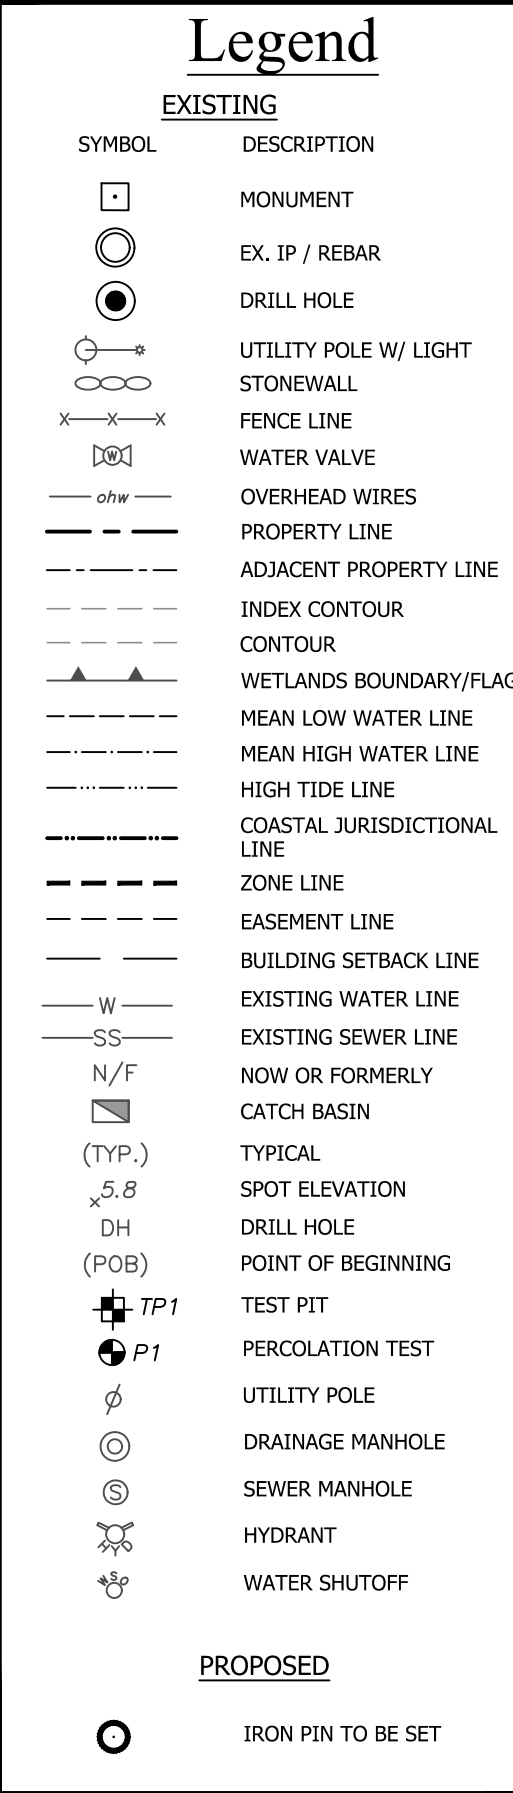 Legend
EXISTING
SYMBOL DESCRIPTION
MONUMENT
EX. IP / REBAR
DRILL HOLE
UTILITY POLE W/ LIGHT
STONEWALL
X X X FENCE LINE
W WATER VALVE
ohw OVERHEAD WIRES
PROPERTY LINE
ADJACENT PROPERTY LINE
INDEX CONTOUR
CONTOUR
WETLANDS BOUNDARY/FLAG
MEAN LOW WATER LINE
MEAN HIGH WATER LINE
HIGH TIDE LINE
COASTAL JURISDICTIONAL
LINE
ZONE LINE
EASEMENT LINE
BUILDING SETBACK LINE
W EXISTING WATER LINE
SS EXISTING SEWER LINE
N/F NOW OR FORMERLY
CATCH BASIN
(TYP.) TYPICAL
x5.8 SPOT ELEVATION
DH DRILL HOLE
(POB) POINT OF BEGINNING
TP1 TEST PIT
P1 PERCOLATION TEST
UTILITY POLE
DRAINAGE MANHOLE
S SEWER MANHOLE
HYD HYDRANT
WSO WATER SHUTOFF
PROPOSED
IRON PIN TO BE SET